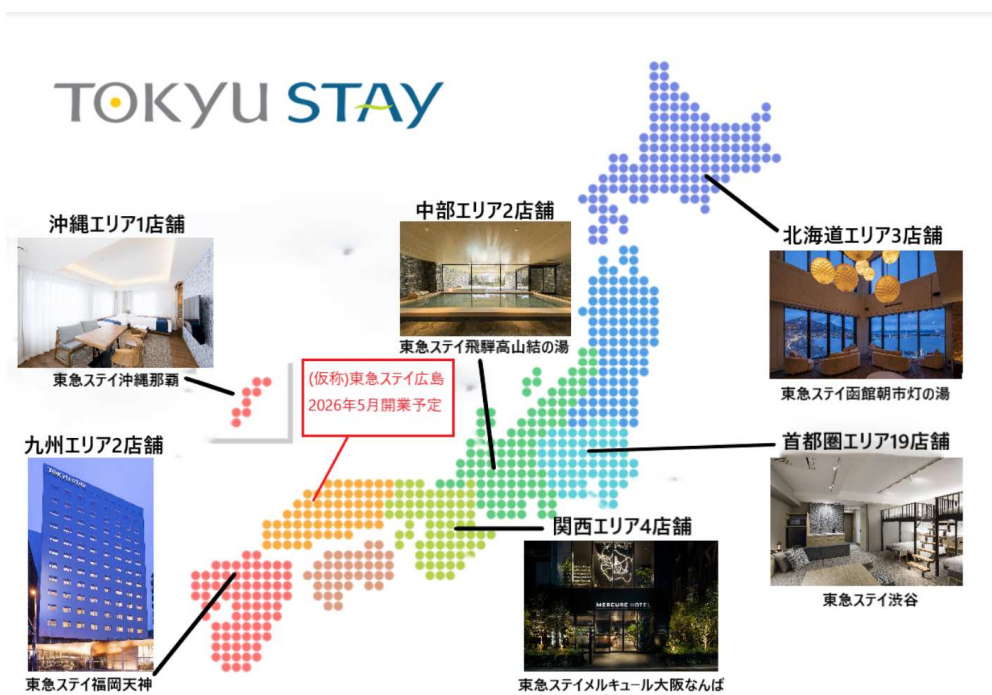 TOKYU STAY
沖縄エリア1店舗
東急ステイ沖縄那覇
中部エリア2店舗
東急ステイ飛騨高山結の湯
北海道エリア3店舗
東急ステイ函館朝市灯の湯
(仮称)東急ステイ広島
2026年5月開業予定
九州エリア2店舗
TOKYU STAY
東急ステイ福岡天神
首都圏エリア19店舗
東急ステイ渋谷
関西エリア4店舗
MERCURE HOTEL
東急ステイメルキュール大阪なんば